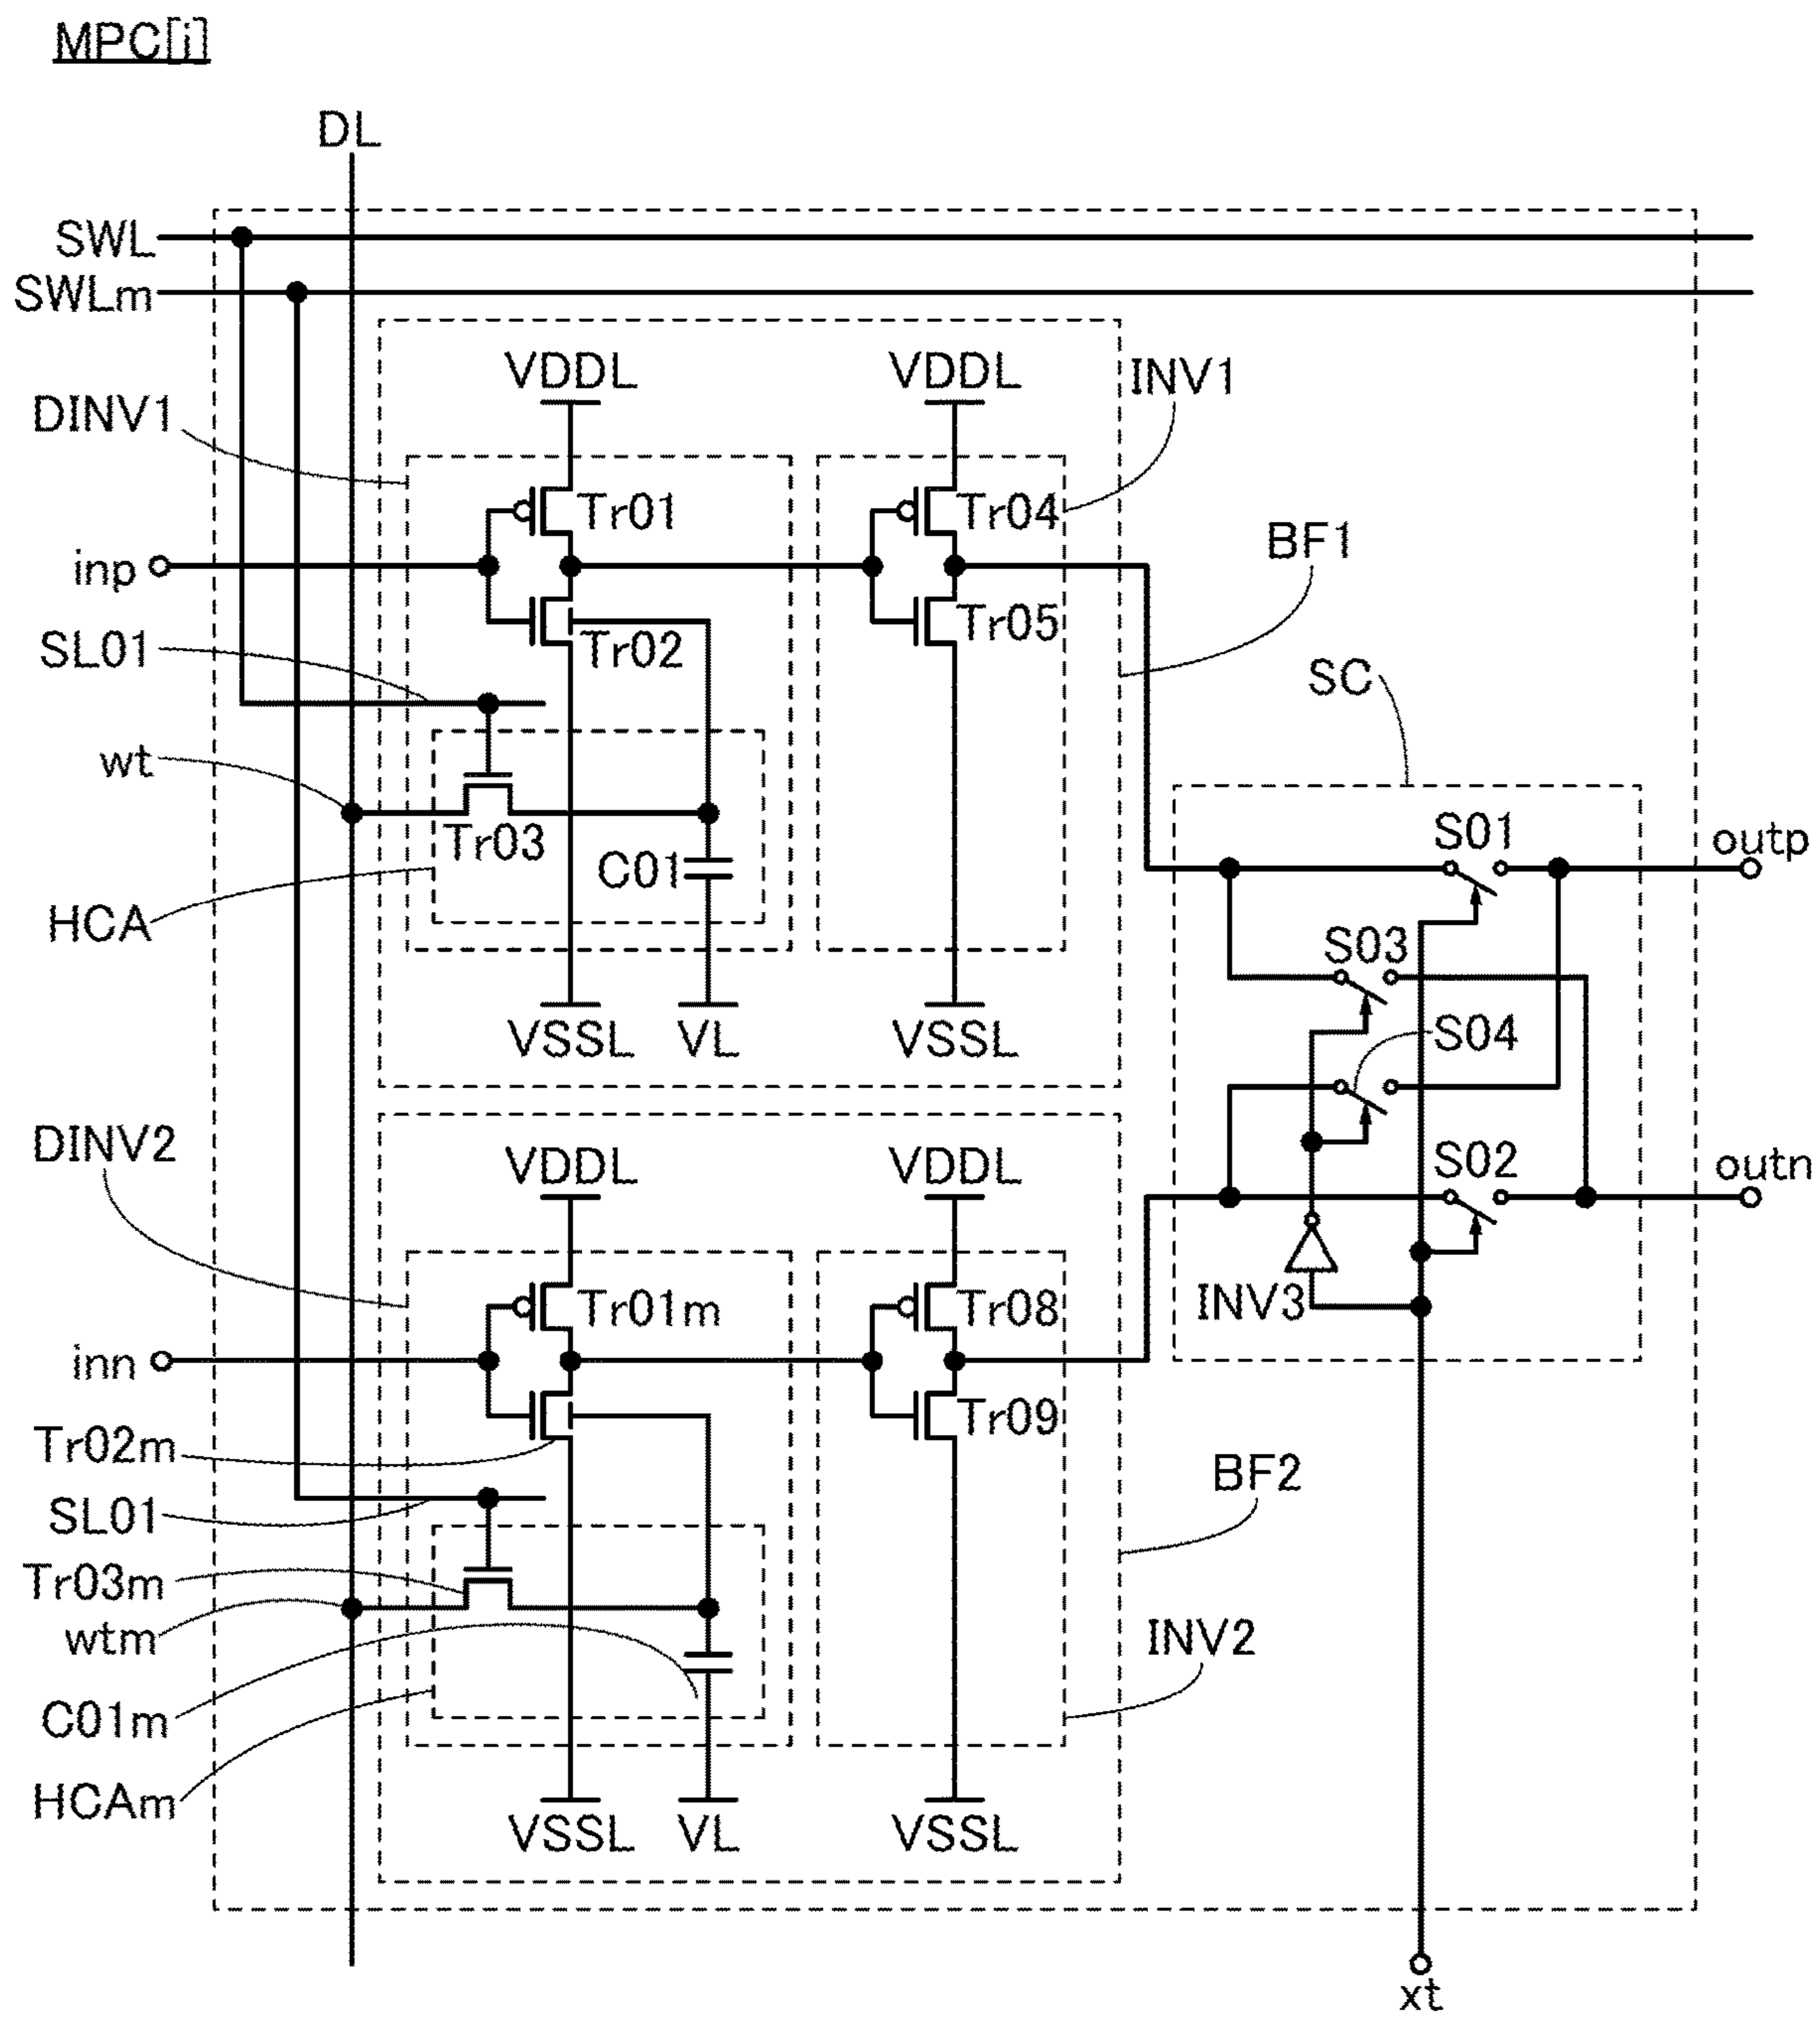 MPC[j]
DL
SWL
SWLm
VDDL
VDDL
INV1
DINV1
Tr01
Tr04
BF1
inp
SL01
Tr02
Tr05
SC
wt
Tr03
C01
S01
outp
HCA
S03
VSSL
VL
VSSL
S04
DINV2
VDDL
VDDL
S02
outn
Tr01m
Tr08
INV3
inn
Tr02m
Tr09
BF2
SL01
Tr03m
wtm
INV2
C01m
HCAm
VSSL
VL
VSSL
xt